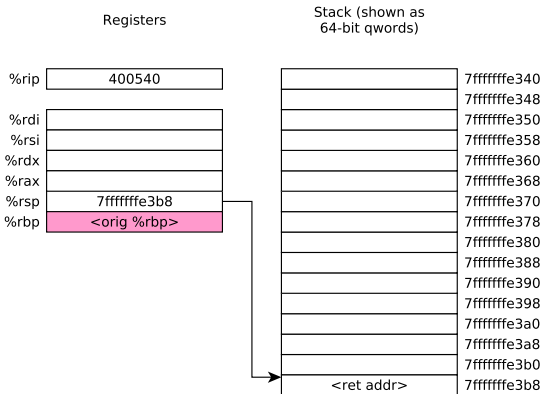 Registers
Stack (shown as
64-bit qwords)
%rip 400540
%rdi
%rsi
%rdx
%rax
%rsp 7fffffffe3b8
%rbp <orig %rbp>
7fffffffe340
7fffffffe348
7fffffffe350
7fffffffe358
7fffffffe360
7fffffffe368
7fffffffe370
7fffffffe378
7fffffffe380
7fffffffe388
7fffffffe390
7fffffffe398
7fffffffe3a0
7fffffffe3a8
7fffffffe3b0
<ret addr> 7fffffffe3b8